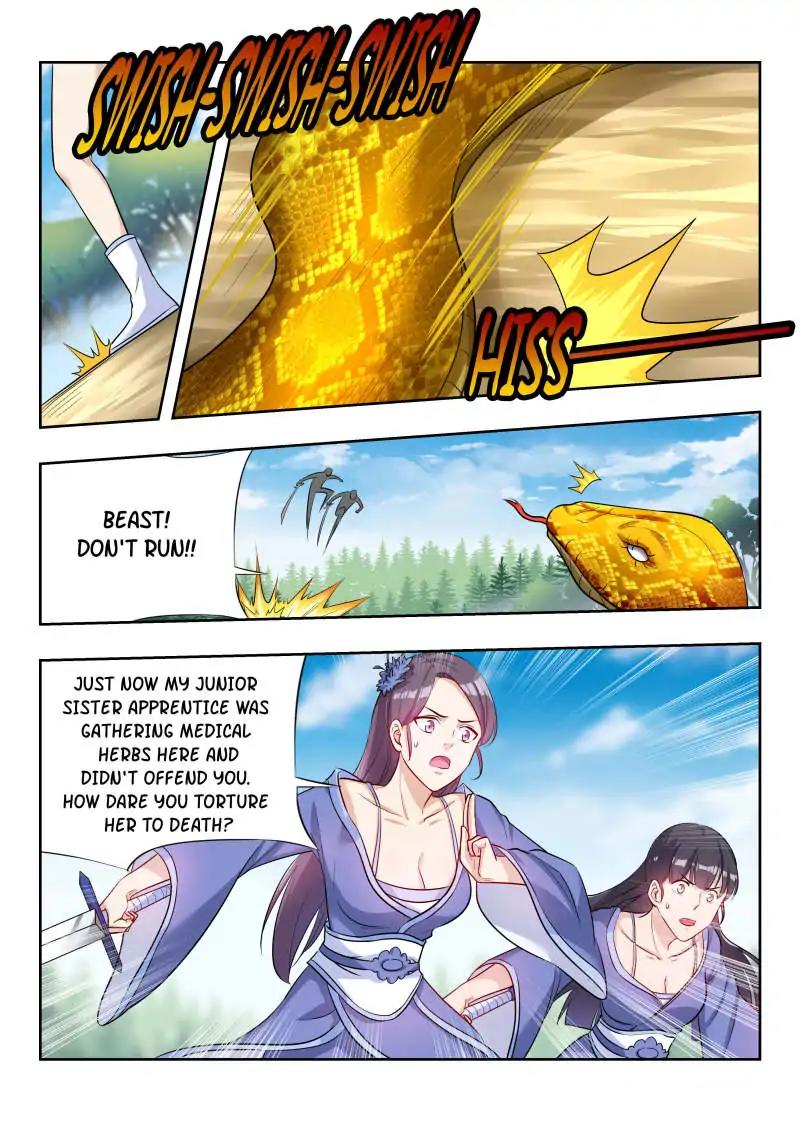 SWISH-SWISH-SWISH
HISS
BEAST!
DON'T RUN!!
JUST NOW MY JUNIOR
SISTER APPRENTICE WAS
GATHERING MEDICAL
HERBS HERE AND
DIDN'T OFFEND YOU.
HOW DARE YOU TORTURE
HER TO DEATH?